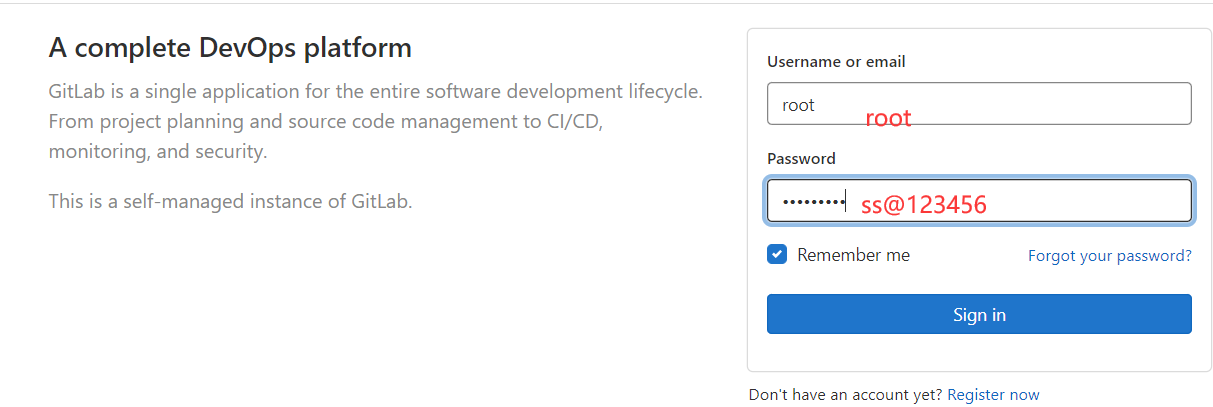 A complete DevOps platform
GitLab is a single application for the entire software development lifecycle.
From project planning and source code management to CI/CD,
monitoring, and security.
This is a self-managed instance of GitLab.
Username or email
root
root
Password
••••••••• ss@123456
Remember me
Forgot your password?
Sign in
Don't have an account yet? Register now